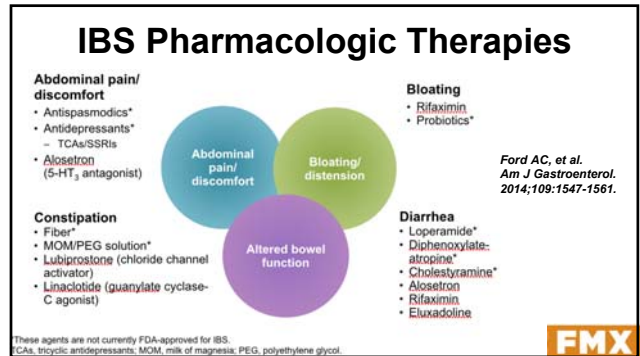 IBS Pharmacologic Therapies
Abdominal pain/
discomfort
• Antispasmodics*
• Antidepressants*
– TCAs/SSRIs
• Alosetron
(5-HT₃ antagonist)
Constipation
• Fiber*
• MOM/PEG solution*
• Lubiprostone (chloride channel
activator)
• Linaclotide (guanylate cyclase-
C agonist)
Abdominal
pain/
discomfort
Bloating/
distension
Altered bowel
function
Bloating
• Rifaximin
• Probiotics*
Ford AC, et al.
Am J Gastroenterol.
2014;109:1547-1561.
Diarrhea
• Loperamide*
• Diphenoxylate-
atropine*
• Cholestyramine*
• Alosetron
• Rifaximin
• Eluxadoline
*These agents are not currently FDA-approved for IBS.
TCAs, tricyclic antidepressants; MOM, milk of magnesia; PEG, polyethylene glycol.
FMX